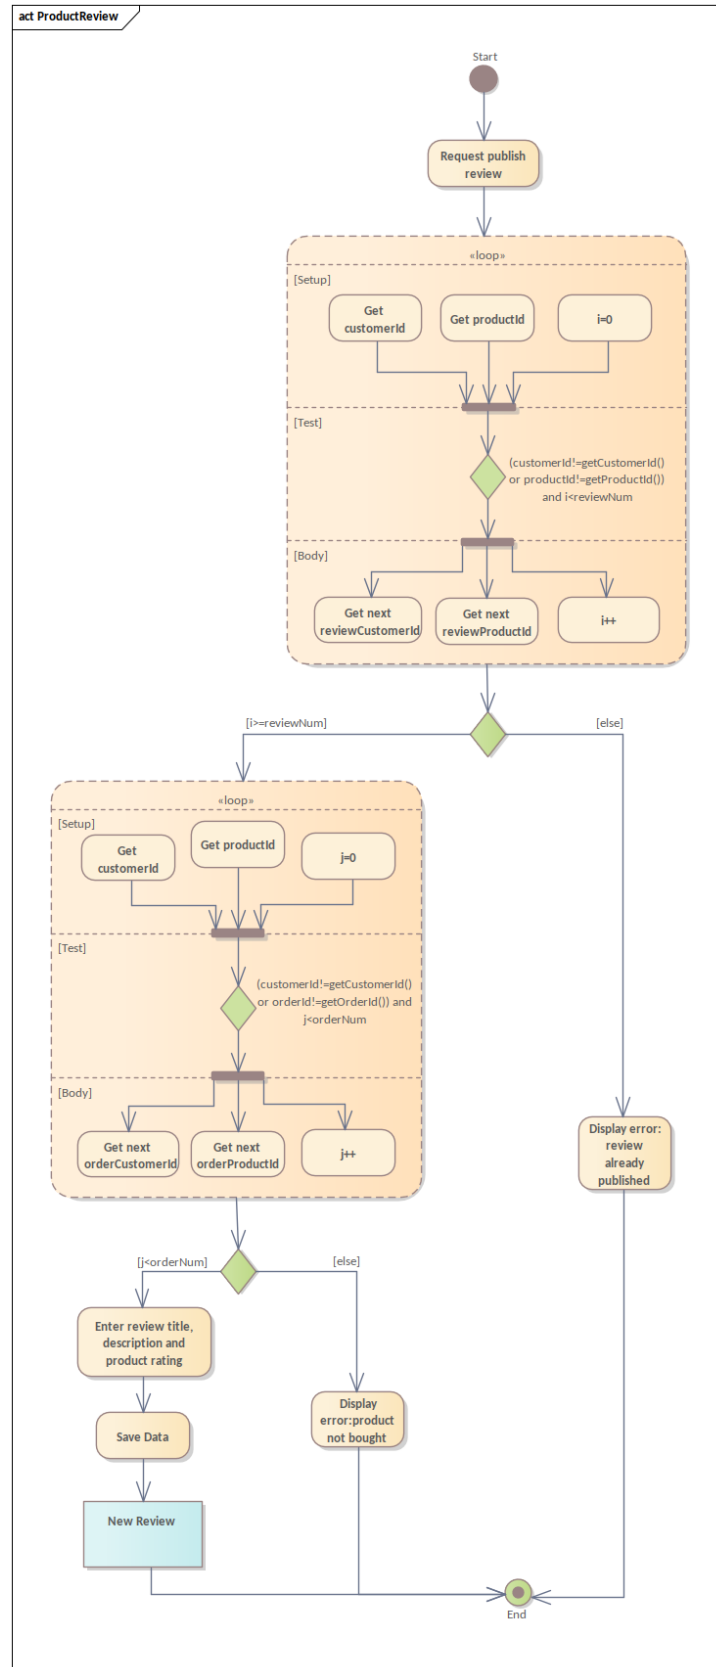 act ProductReview
Start
Request publish
review
«loop»
[Setup]
Get
customerId
Get productId
i=0
[Test]
(customerId!=getCustomerId()
or productId!=getProductId())
and i<reviewNum
[Body]
Get next
reviewCustomerId
Get next
reviewProductId
i++
[i>=reviewNum]
[else]
«loop»
[Setup]
Get
customerId
Get productId
j=0
[Test]
(customerId!=getCustomerId()
or orderId!=getOrderId()) and
j<orderNum
[Body]
Get next
orderCustomerId
Get next
orderProductId
j++
Display error:
review
already
published
[j<orderNum]
[else]
Enter review title,
description and
product rating
Display
error:product
not bought
Save Data
New Review
End